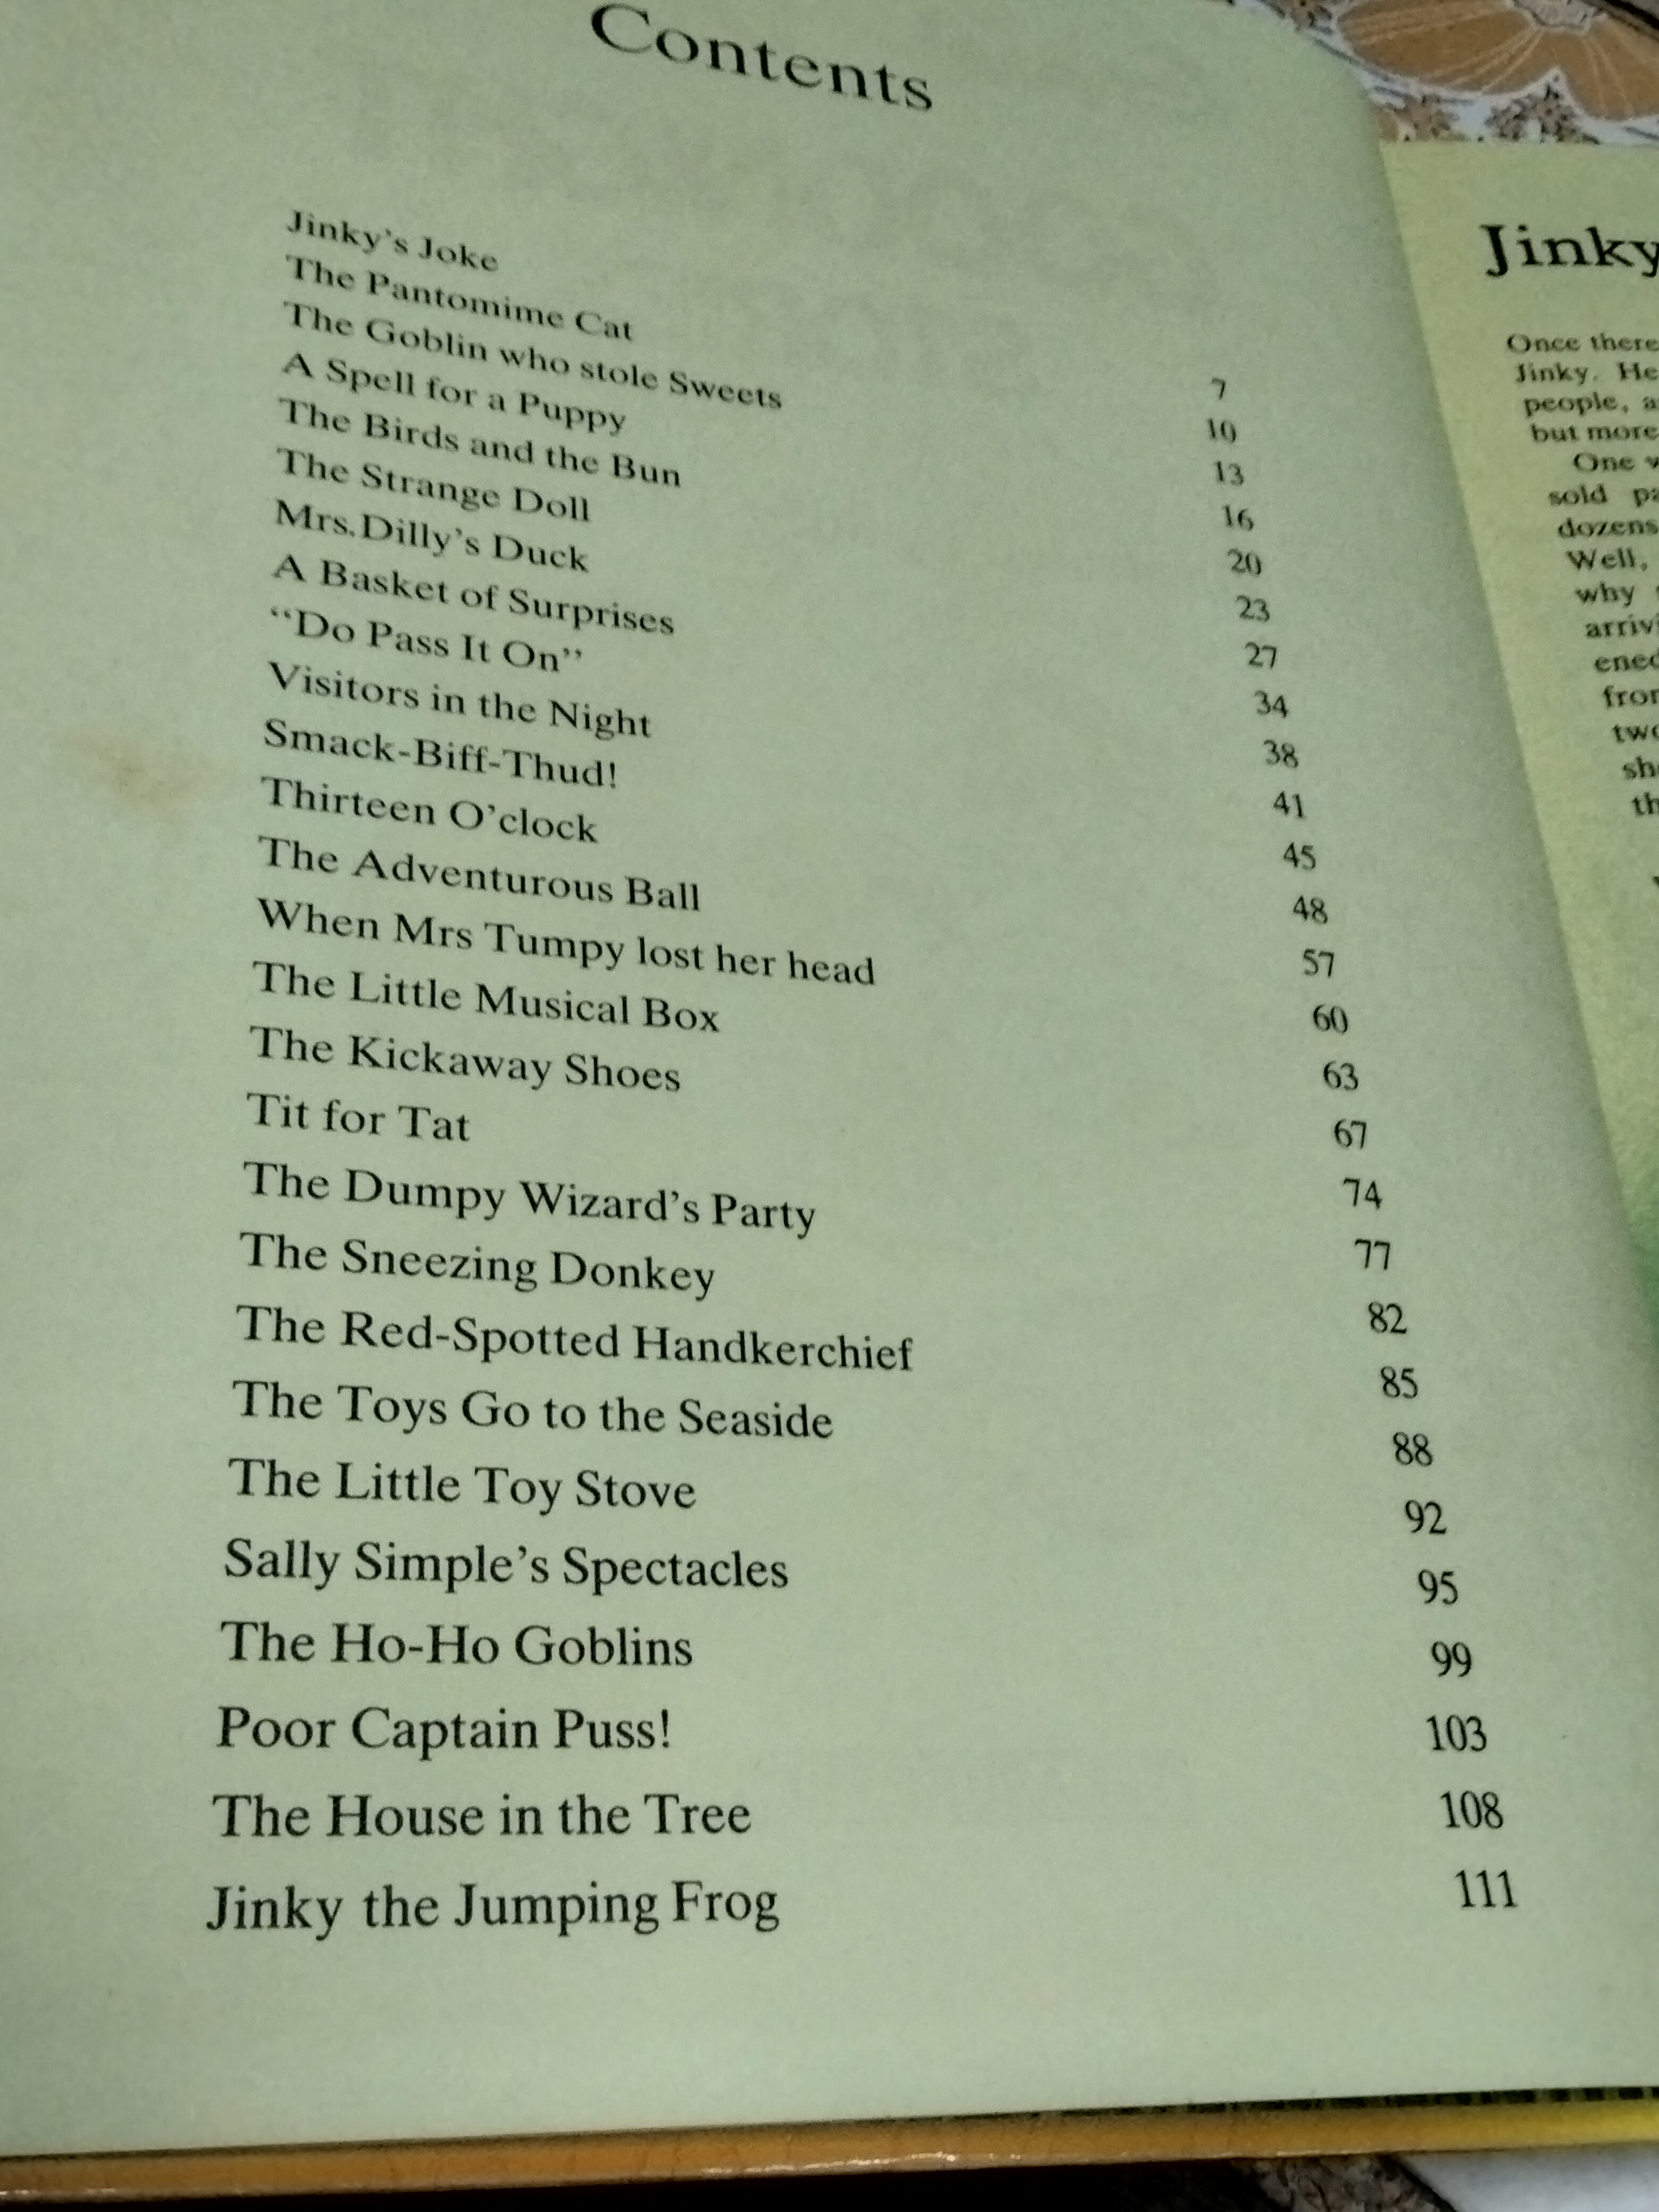 Contents
Jinky's Joke 7
The Pantomime Cat 10
The Goblin who stole Sweets 13
A Spell for a Puppy 16
The Birds and the Bun 20
The Strange Doll 23
Mrs.Dilly's Duck 27
A Basket of Surprises 34
“Do Pass It On” 38
Visitors in the Night 41
Smack-Biff-Thud! 45
Thirteen O'clock 48
The Adventurous Ball 57
When Mrs Tumpy lost her head 60
The Little Musical Box 63
The Kickaway Shoes 67
Tit for Tat 74
The Dumpy Wizard's Party 77
The Sneezing Donkey 82
The Red-Spotted Handkerchief 85
The Toys Go to the Seaside 88
The Little Toy Stove 92
Sally Simple's Spectacles 95
The Ho-Ho Goblins 99
Poor Captain Puss! 103
The House in the Tree 108
Jinky the Jumping Frog 111
Jinky
Once there
Jinky. He
people, a
but more
One
sold
dozens
Well,
why